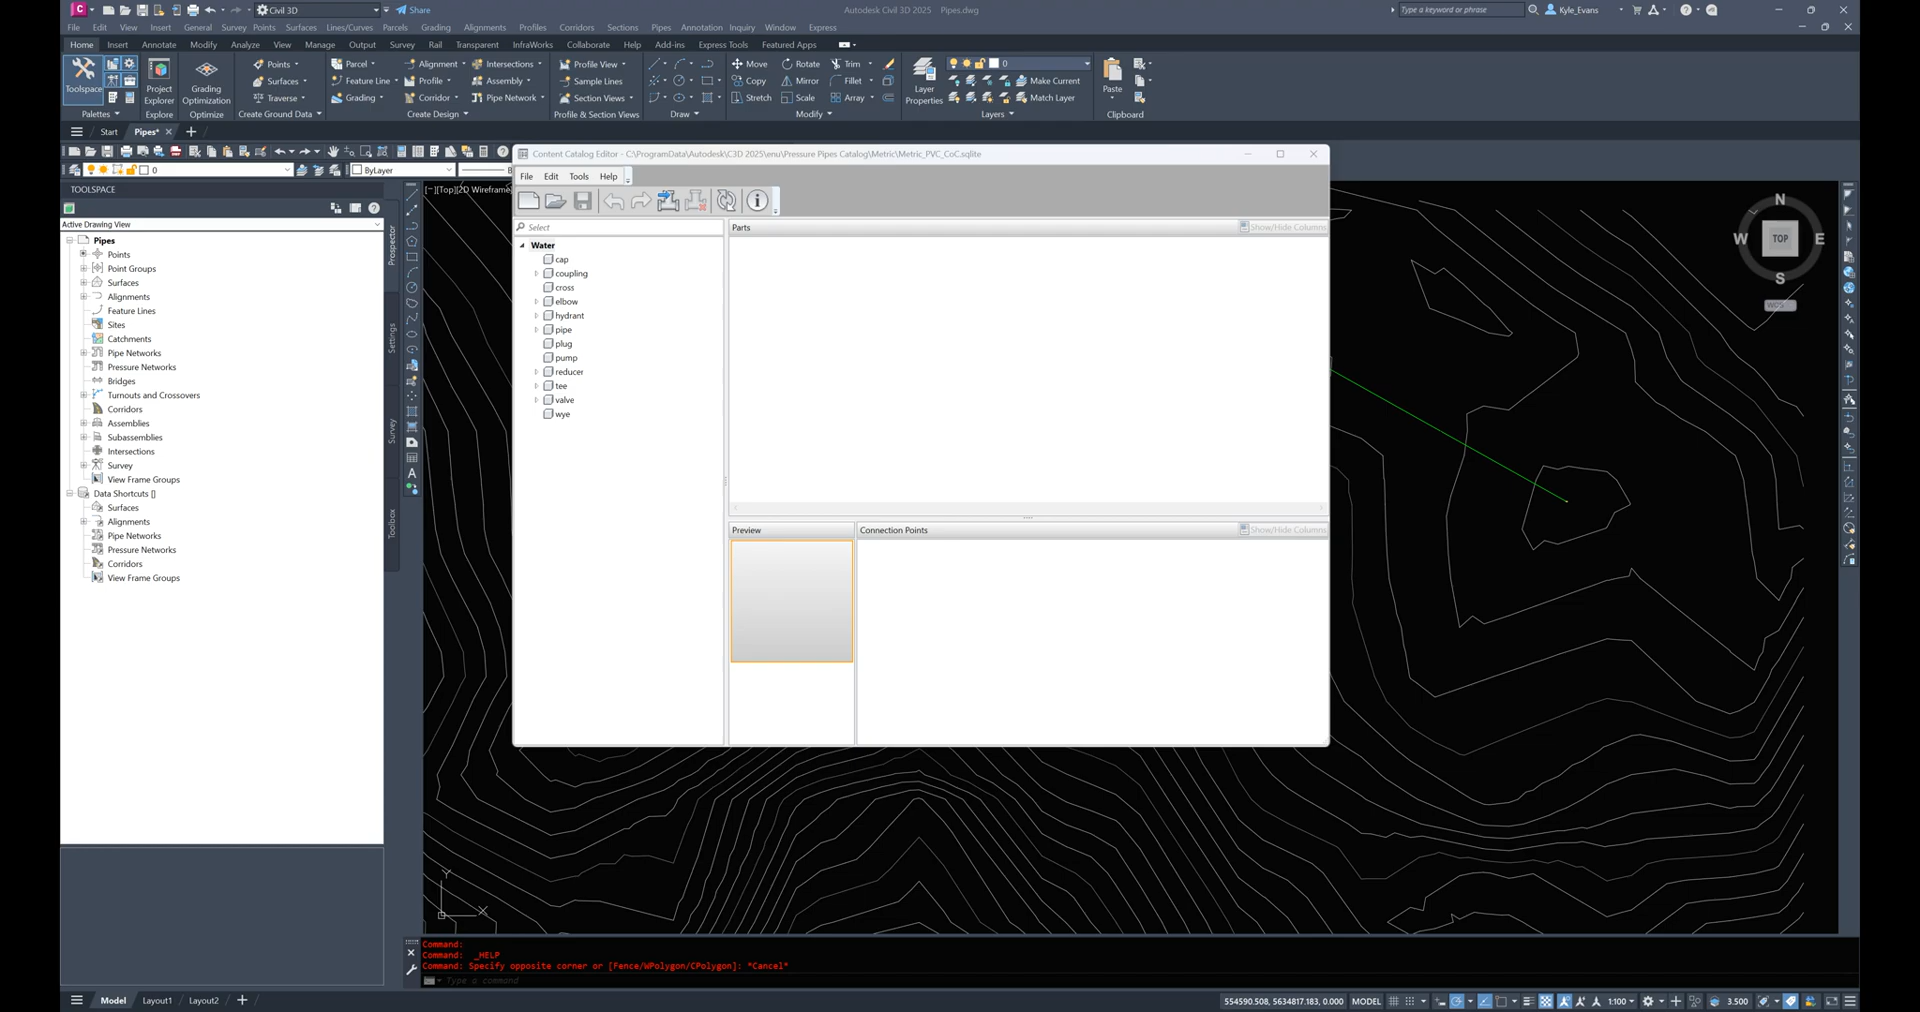 Civil 3D Share Autodesk Civil 3D 2025 Pipes.dwg Type a keyword or phrase Kyle_Evans
File Edit View Insert General Survey Points Surfaces Lines/Curves Parcels Grading Alignments Profiles Corridors Sections Pipes Annotation Inquiry Window Express
Home Insert Annotate Modify Analyze View Manage Output Survey Rail Transparent InfraWorks Collaborate Help Add-ins Express Tools Featured Apps
Points Parcel Alignment Intersections Profile View Move Rotate Trim 0
Surfaces Feature Line Profile Assembly Sample Lines Copy Mirror Fillet Make Current
Toolspace Project Explorer Grading Optimization Layer Properties Paste
Traverse Grading Corridor Pipe Network Section Views Stretch Scale Array Match Layer
Palettes Explore Optimize Create Ground Data Create Design Profile & Section Views Draw Modify Layers Clipboard
Start Pipes*
0 ByLayer
Content Catalog Editor - C:\ProgramData\Autodesk\C3D 2025\enu\Pressure Pipes Catalog\Metric\Metric_PVC_CoC.sqlite
File Edit Tools Help
TOOLSPACE
[−][Top][2D Wireframe
Active Drawing View
Pipes
Points
Point Groups
Surfaces
Alignments
Feature Lines
Sites
Catchments
Pipe Networks
Pressure Networks
Bridges
Turnouts and Crossovers
Corridors
Assemblies
Subassemblies
Intersections
Survey
View Frame Groups
Data Shortcuts []
Surfaces
Alignments
Pipe Networks
Pressure Networks
Corridors
View Frame Groups
Prospector
Settings
Survey
Toolbox
Select
Water
cap
coupling
cross
elbow
hydrant
pipe
plug
pump
reducer
tee
valve
wye
Parts Show/Hide Columns
Preview
Connection Points Show/Hide Columns
N
W TOP E
S
WCS
Y
X
Command:
Command: _HELP
Command: Specify opposite corner or [Fence/WPolygon/CPolygon]: *Cancel*
Type a command
Model Layout1 Layout2 554590.508, 5634817.183, 0.000 MODEL 1:100 3.500